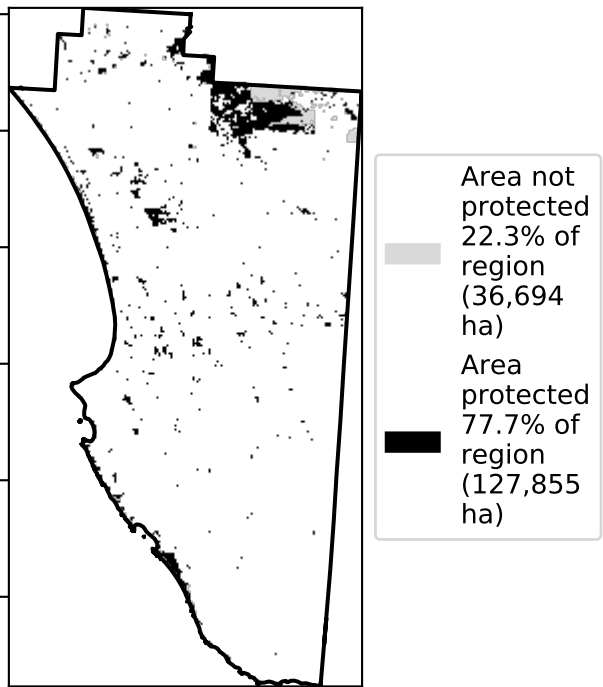 Area not
protected
22.3% of
region
(36,694
ha)
Area
protected
77.7% of
region
(127,855
ha)